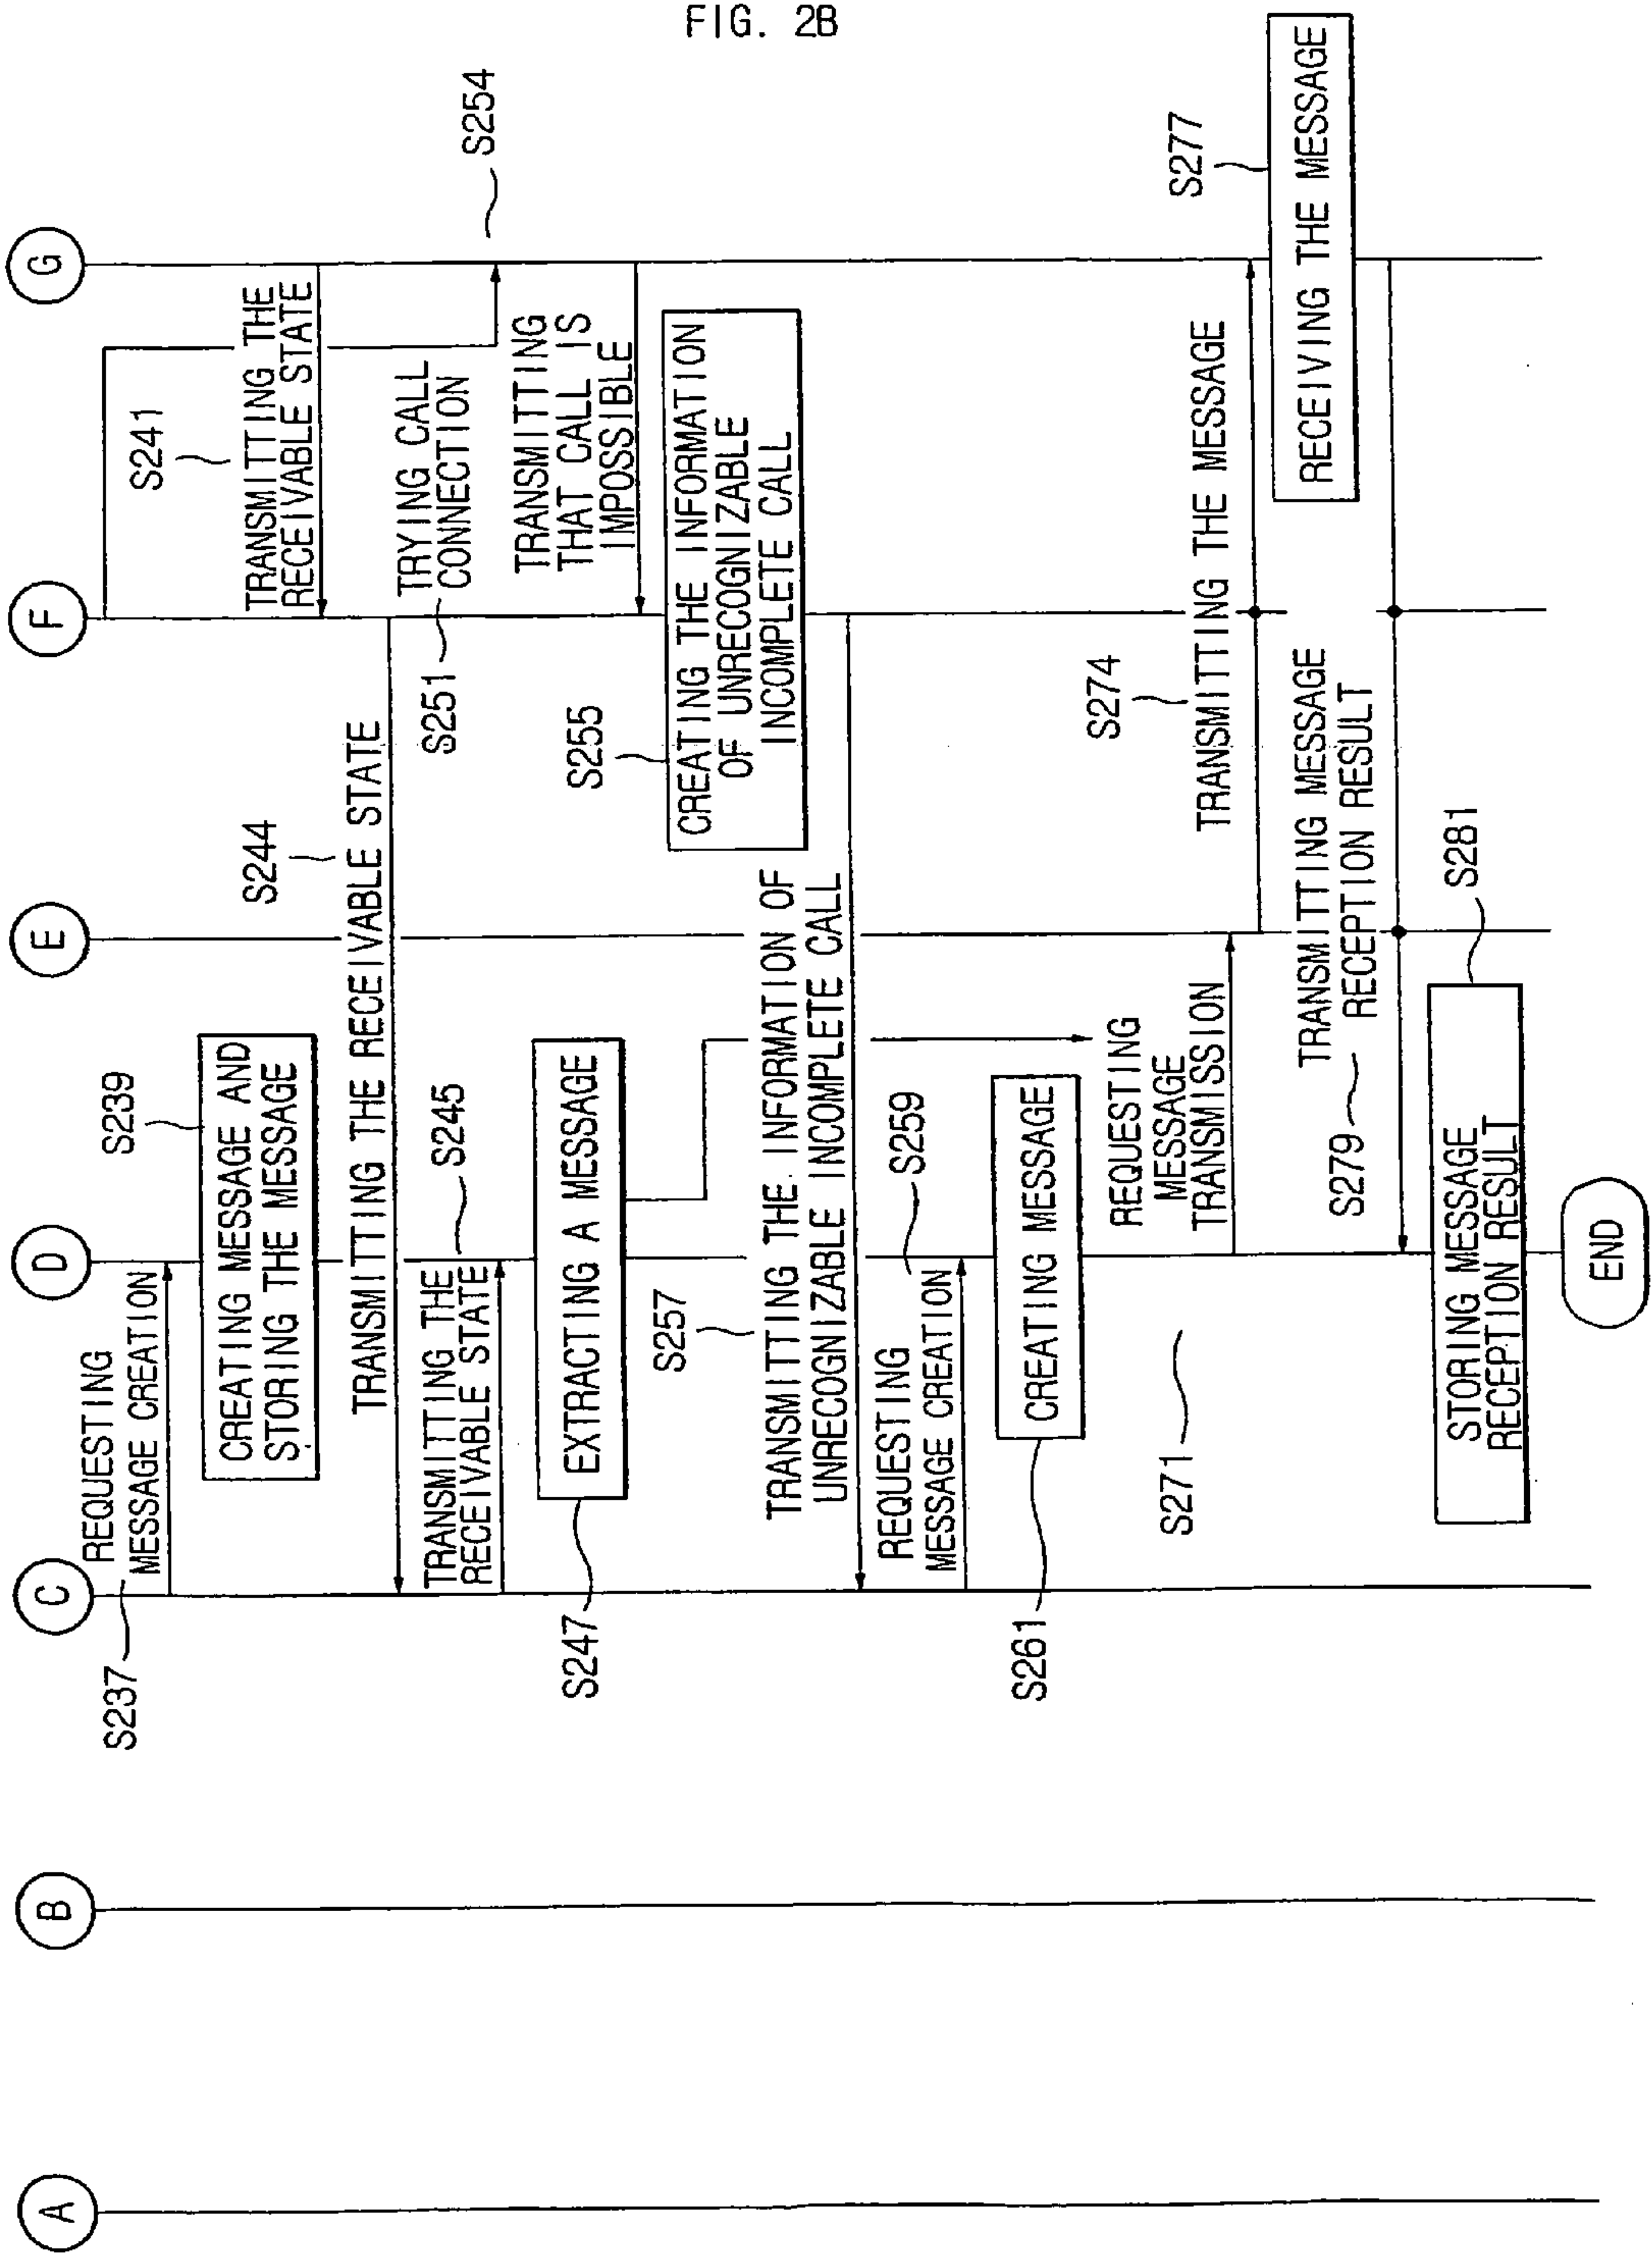 FIG. 2B
A
B
C
D
E
F
G
S237
REQUESTING
MESSAGE CREATION
S239
CREATING MESSAGE AND
STORING THE MESSAGE
S241
TRANSMITTING THE
RECEIVABLE STATE
S244
TRANSMITTING THE RECEIVABLE STATE
S245
TRANSMITTING THE
RECEIVABLE STATE
S247
EXTRACTING A MESSAGE
S251
TRYING CALL
CONNECTION
S254
TRANSMITTING
THAT CALL IS
IMPOSSIBLE
S255
CREATING THE INFORMATION
OF UNRECOGNIZABLE
INCOMPLETE CALL
S257
TRANSMITTING THE INFORMATION OF
UNRECOGNIZABLE INCOMPLETE CALL
S259
REQUESTING
MESSAGE CREATION
S261
CREATING MESSAGE
S271
REQUESTING
MESSAGE
TRANSMISSION
S274
TRANSMITTING THE MESSAGE
S277
RECEIVING THE MESSAGE
S279
TRANSMITTING MESSAGE
RECEPTION RESULT
S281
STORING MESSAGE
RECEPTION RESULT
END